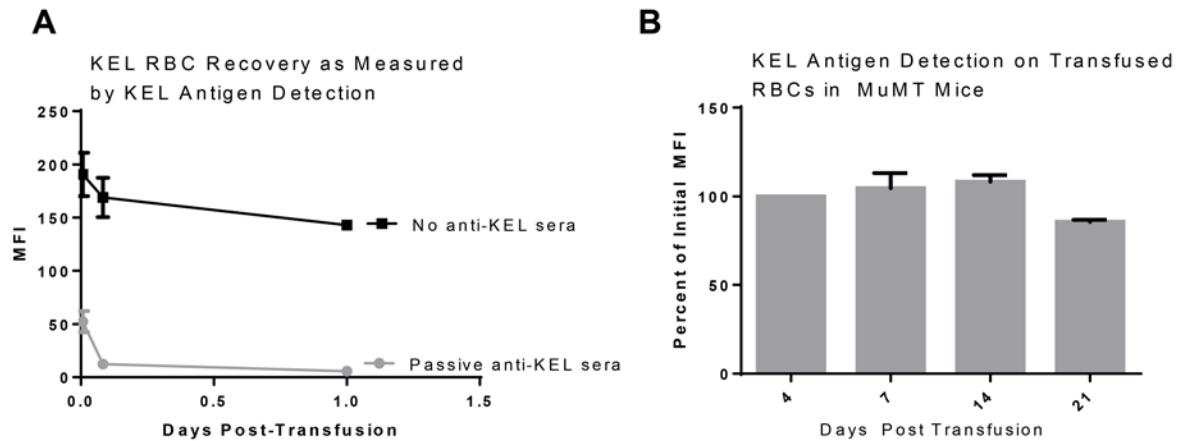 A
KEL RBC Recovery as Measured
by KEL Antigen Detection
250
200
150
100
50
0
MFI
0.0
0.5
1.0
1.5
Days Post-Transfusion
No anti-KEL sera
Passive anti-KEL sera
B
KEL Antigen Detection on Transfused
RBCs in MuMT Mice
150
100
50
0
Percent of Initial MFI
4
7
14
21
Days Post Transfusion